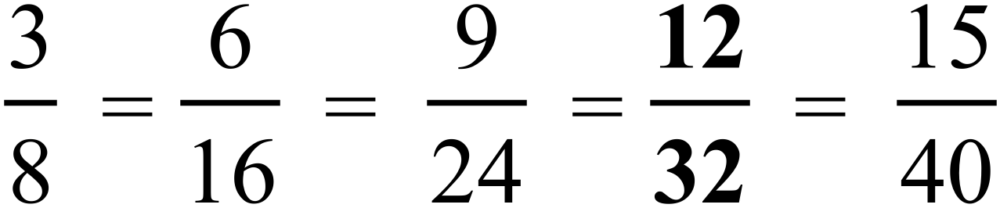 3/8 = 6/16 = 9/24 = 12/32 = 15/40